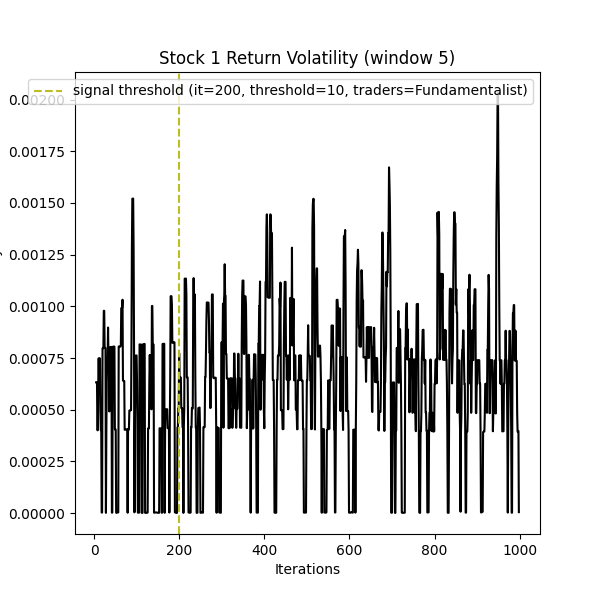 Stock 1 Return Volatility (window 5)
signal threshold (it=200, threshold=10, traders=Fundamentalist)
0.00200
0.00175
0.00150
0.00125
0.00100
0.00075
0.00050
0.00025
0.00000
0 200 400 600 800 1000
Iterations